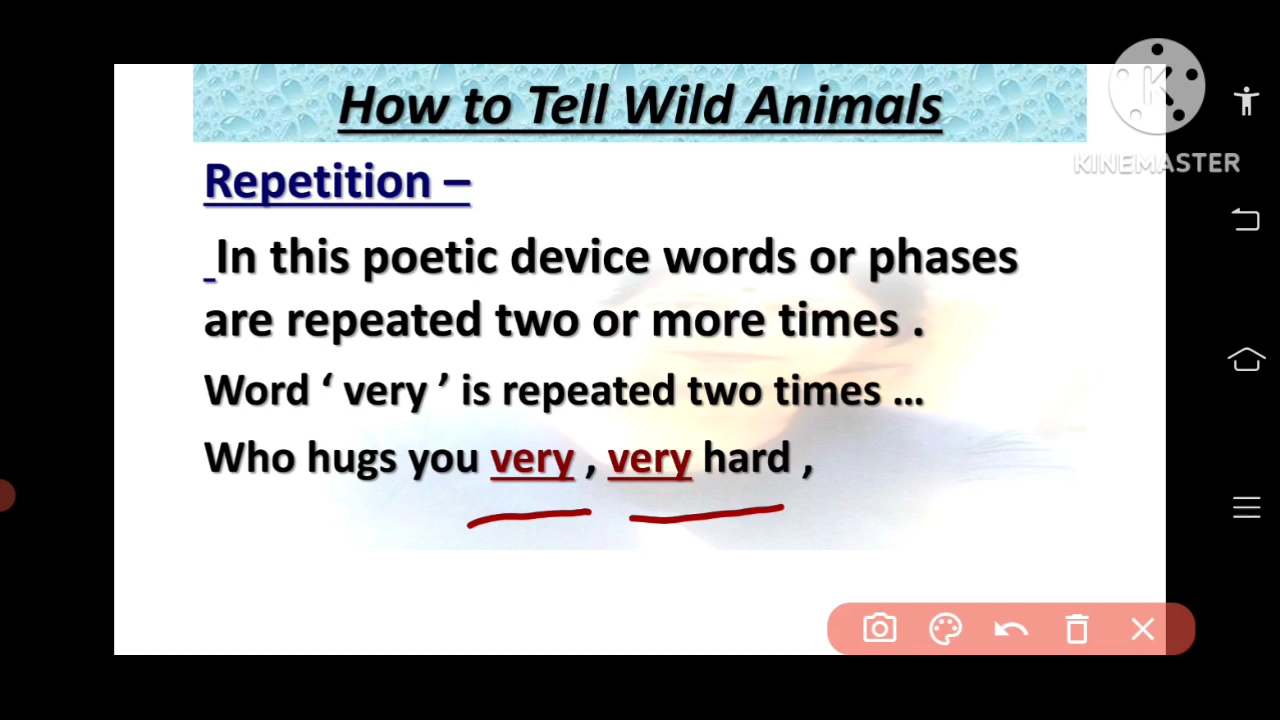 How to Tell Wild Animals
KINEMASTER
Repetition –
In this poetic device words or phases
are repeated two or more times .
Word ‘ very ’ is repeated two times ...
Who hugs you very , very hard ,